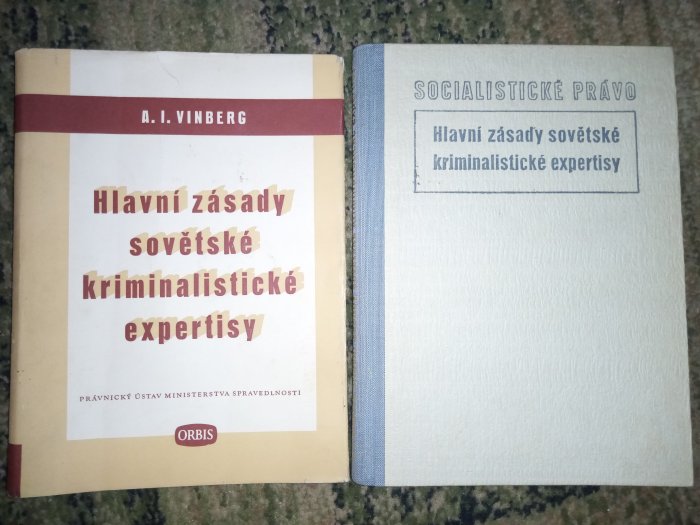 A. I. VINBERG
Hlavní zásady
sovětské
kriminalistické
expertisy
PRÁVNICKÝ ÚSTAV MINISTERSTVA SPRAVEDLNOSTI
ORBIS
SOCIALISTICKÉ PRÁVO
Hlavní zásady sovětské
kriminalistické expertisy